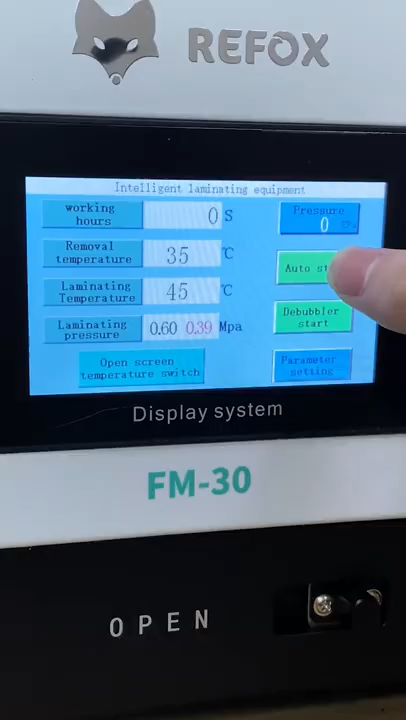 REFOX
Intelligent laminating equipment
working
hours
0 S
Pressure
0
Removal
temperature
35 ℃
Auto
Laminating
Temperature
45 ℃
Debubbler
start
Laminating
pressure
0.60 0.39 Mpa
Open screen
temperature switch
Parameter
setting
Display system
FM-30
OPEN